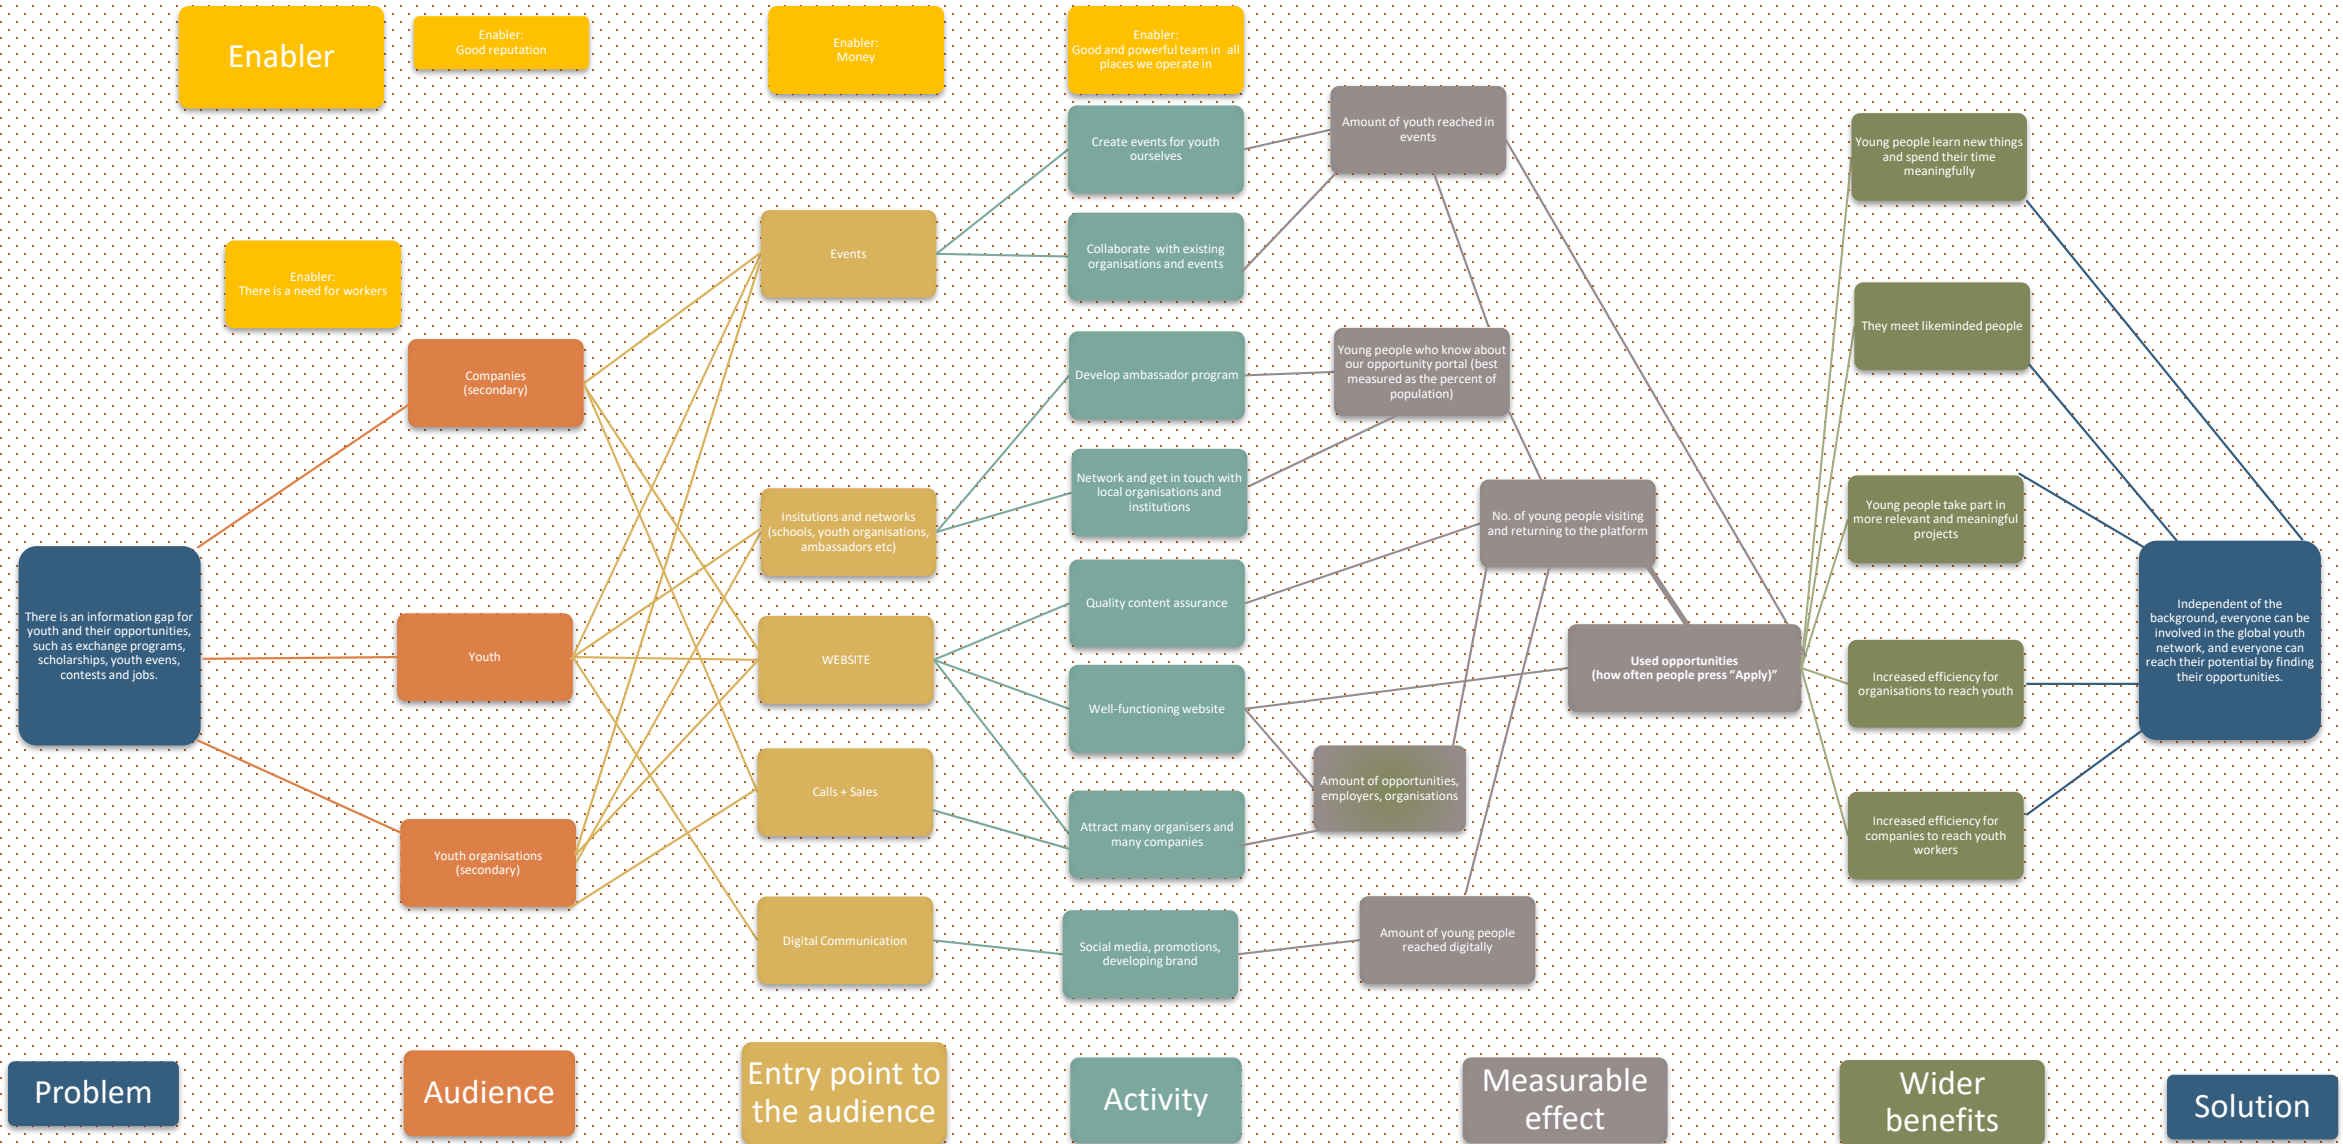 Enabler
Enabler:
Good reputation
Enabler:
Money
Enabler:
Good and powerful team in all
places we operate in
Enabler:
There is a need for workers
There is an information gap for
youth and their opportunities,
such as exchange programs,
scholarships, youth evens,
contests and jobs.
Companies
(secondary)
Youth
Youth organisations
(secondary)
Events
Insitutions and networks
(schools, youth organisations,
ambassadors etc)
WEBSITE
Calls + Sales
Digital Communication
Create events for youth
ourselves
Collaborate with existing
organisations and events
Develop ambassador program
Network and get in touch with
local organisations and
institutions
Quality content assurance
Well-functioning website
Attract many organisers and
many companies
Social media, promotions,
developing brand
Amount of youth reached in
events
Young people who know about
our opportunity portal (best
measured as the percent of
population)
No. of young people visiting
and returning to the platform
Used opportunities
(how often people press “Apply)”
Amount of opportunities,
employers, organisations
Amount of young people
reached digitally
Young people learn new things
and spend their time
meaningfully
They meet likeminded people
Young people take part in
more relevant and meaningful
projects
Increased efficiency for
organisations to reach youth
Increased efficiency for
companies to reach youth
workers
Independent of the
background, everyone can be
involved in the global youth
network, and everyone can
reach their potential by finding
their opportunities.
Problem
Audience
Entry point to
the audience
Activity
Measurable
effect
Wider
benefits
Solution